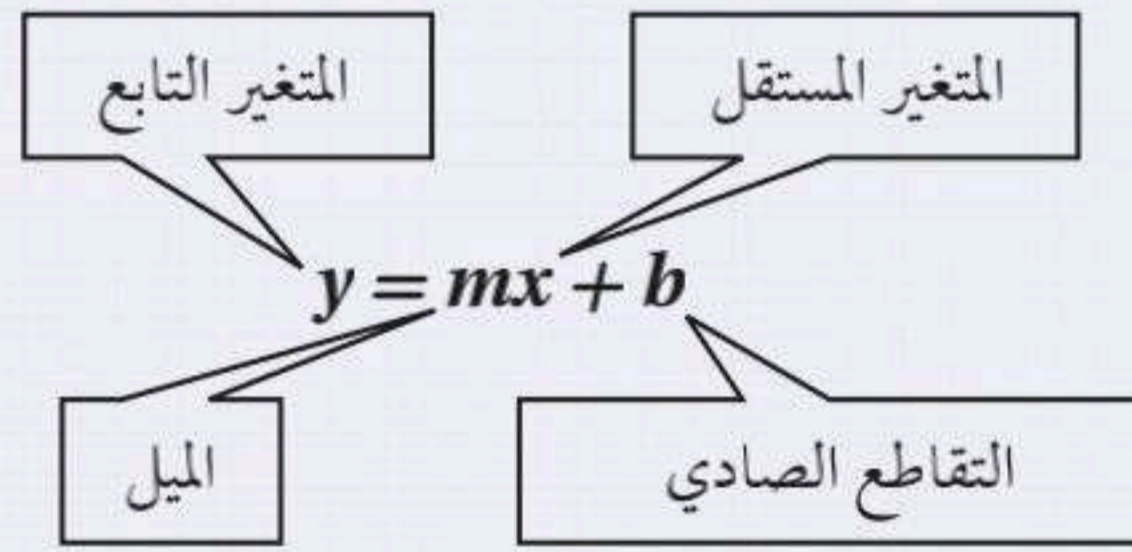 المتغير المستقل
المتغير التابع
y = mx + b
الميل
التقاطع الصادي